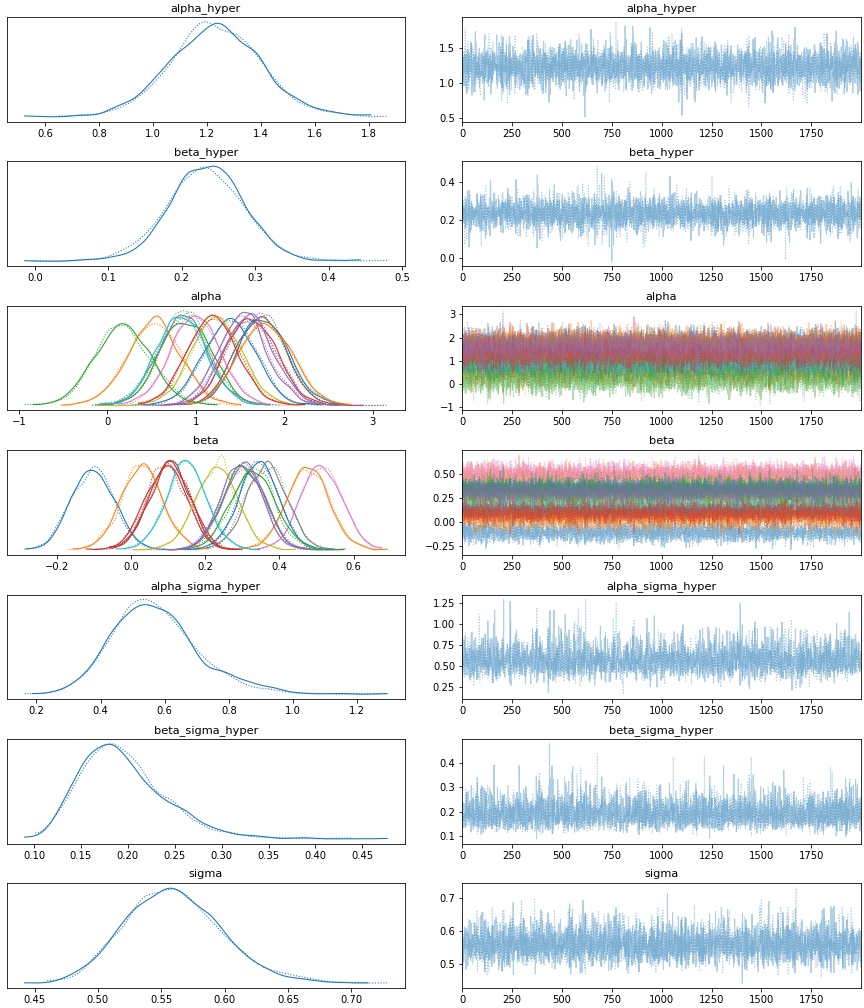 alpha_hyper alpha_hyper
1.5
1.0
0.5
0.6 0.8 1.0 1.2 1.4 1.6 1.8 0 250 500 750 1000 1250 1500 1750
beta_hyper beta_hyper
0.4
0.2
0.0
0.0 0.1 0.2 0.3 0.4 0.5 0 250 500 750 1000 1250 1500 1750
alpha alpha
3
2
1
0
−1
−1 0 1 2 3 0 250 500 750 1000 1250 1500 1750
beta beta
0.50
0.25
0.00
−0.25
−0.2 0.0 0.2 0.4 0.6 0 250 500 750 1000 1250 1500 1750
alpha_sigma_hyper alpha_sigma_hyper
1.25
1.00
0.75
0.50
0.25
0.2 0.4 0.6 0.8 1.0 1.2 0 250 500 750 1000 1250 1500 1750
beta_sigma_hyper beta_sigma_hyper
0.4
0.3
0.2
0.1
0.10 0.15 0.20 0.25 0.30 0.35 0.40 0.45 0 250 500 750 1000 1250 1500 1750
sigma sigma
0.7
0.6
0.5
0.45 0.50 0.55 0.60 0.65 0.70 0 250 500 750 1000 1250 1500 1750